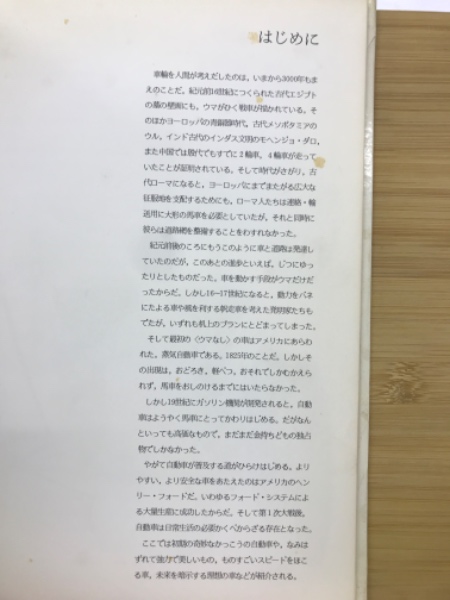 はじめに
車輪を人間が考えだしたのは，いまから3000年もま
えのことだ。紀元前14世紀につくられた古代エジプト
の墓の壁画にも，ウマがひく戦車が描かれている。そ
のほかヨーロッパの青銅器時代，古代メソポタミアの
ウル，インド古代のインダス文明のモヘンジョ・ダロ，
また中国では殷代でもすでに2輪車，4輪車が走って
いたことが証明されている。そして時代がさがり，古
代ローマになると，ヨーロッパにまでまたがる広大な
征服地を支配するためにも，ローマ人たちは連絡・輸
送用に大形の馬車を必要としていたが，それと同時に
彼らは道路網を整備することをわすれなかった。
紀元前後のころにもうこのように車と道路は発達し
ていたのだが，このあとの進歩といえば，じつにゆっ
たりとしたものだった。車を動かす手段がウマだけだ
ったからだ。しかし16〜17世紀になると，動力をバネ
にたよる車や風を利する帆走車を考えた発明家たちも
でたが，いずれも机上のプランにとどまってしまった。
そして最初の〈ウマなし〉の車はアメリカにあらわ
れた。蒸気自動車である。1825年のことだ。しかしそ
の出現は，おどろき，軽べつ，おそれでしかむかえら
れず，馬車をおしのけるまでにはいたらなかった。
しかし19世紀にガソリン機関が開発されると，自動
車はようやく馬車にとってかわりはじめる。だがなん
といっても高価なもので，まだまだ金持ちどもの独占
物でしかなかった。
やがて自動車が普及する道がひらけはじめる。より
やすい，より安全な車をあたえたのはアメリカのヘン
リー・フォードだ。いわゆるフォード・システムによ
る大量生産に成功したからだ。そして第1次大戦後，
自動車は日常生活の必要かくべからざる存在となった。
ここでは初期の奇妙なかっこうの自動車や，なみは
ずれて強力で美しいもの，ものすごいスピードをほこ
る車，未来を暗示する理想の車などが紹介される。